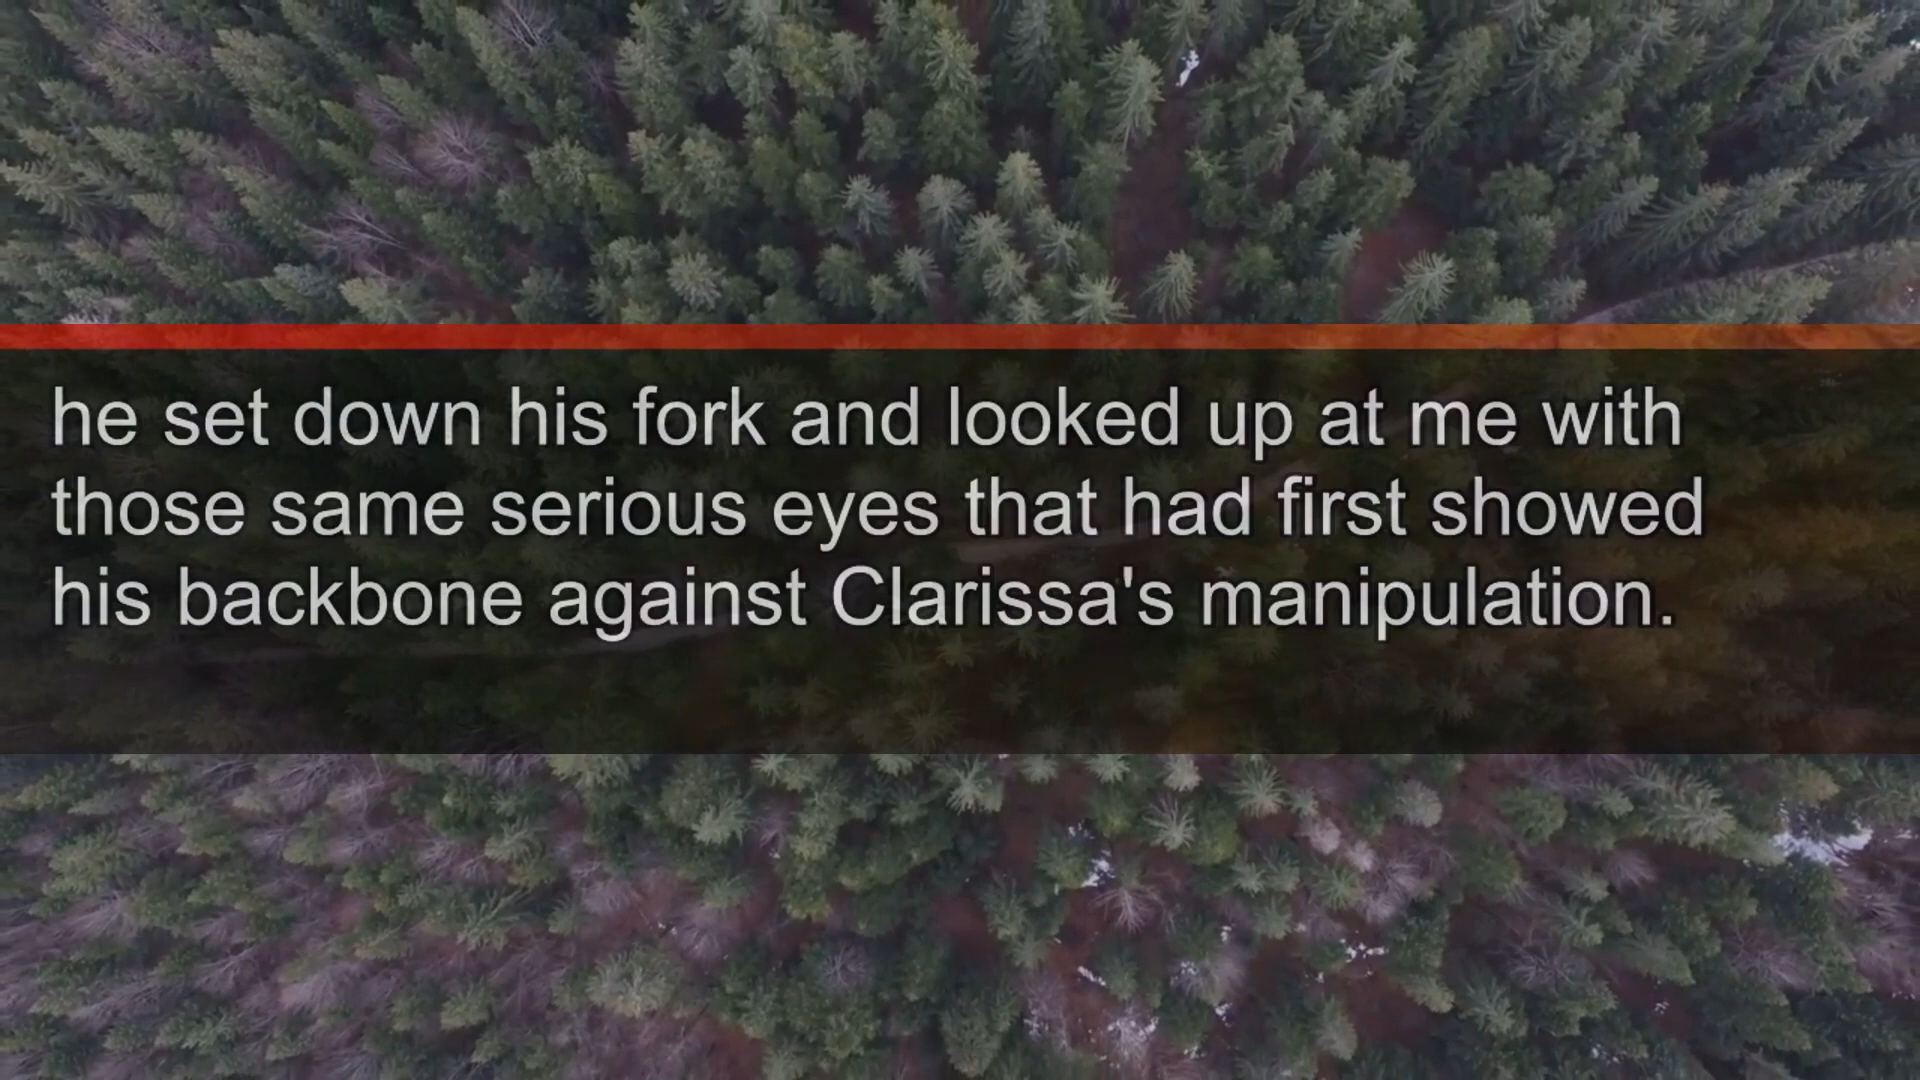 he set down his fork and looked up at me with
those same serious eyes that had first showed
his backbone against Clarissa's manipulation.